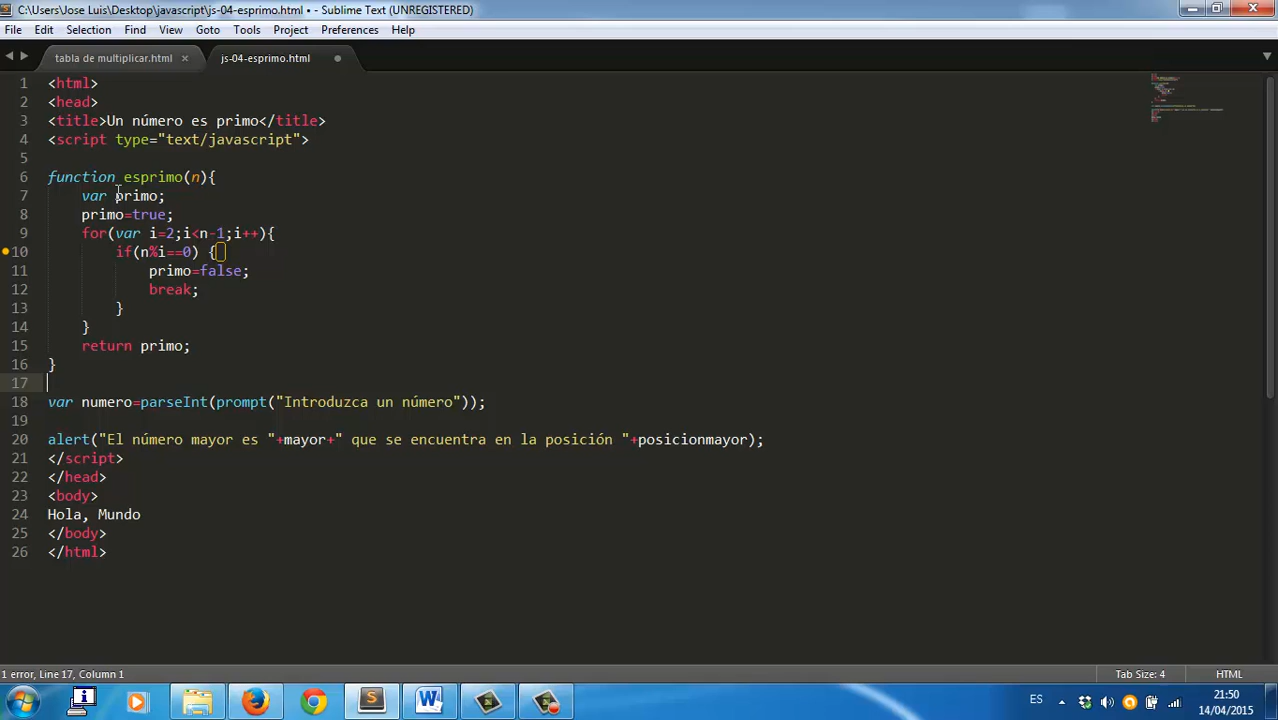 C:\Users\Jose Luis\Desktop\javascript\js-04-esprimo.html • - Sublime Text (UNREGISTERED)
File Edit Selection Find View Goto Tools Project Preferences Help
tabla de multiplicar.html js-04-esprimo.html
1 <html>
2 <head>
3 <title>Un número es primo</title>
4 <script type="text/javascript">
5
6 function esprimo(n){
7 var primo;
8 primo=true;
9 for(var i=2;i<n-1;i++){
10 if(n%i==0) {
11 primo=false;
12 break;
13 }
14 }
15 return primo;
16 }
17
18 var numero=parseInt(prompt("Introduzca un número"));
19
20 alert("El número mayor es "+mayor+" que se encuentra en la posición "+posicionmayor);
21 </script>
22 </head>
23 <body>
24 Hola, Mundo
25 </body>
26 </html>
1 error, Line 17, Column 1 Tab Size: 4 HTML
ES 21:50
14/04/2015